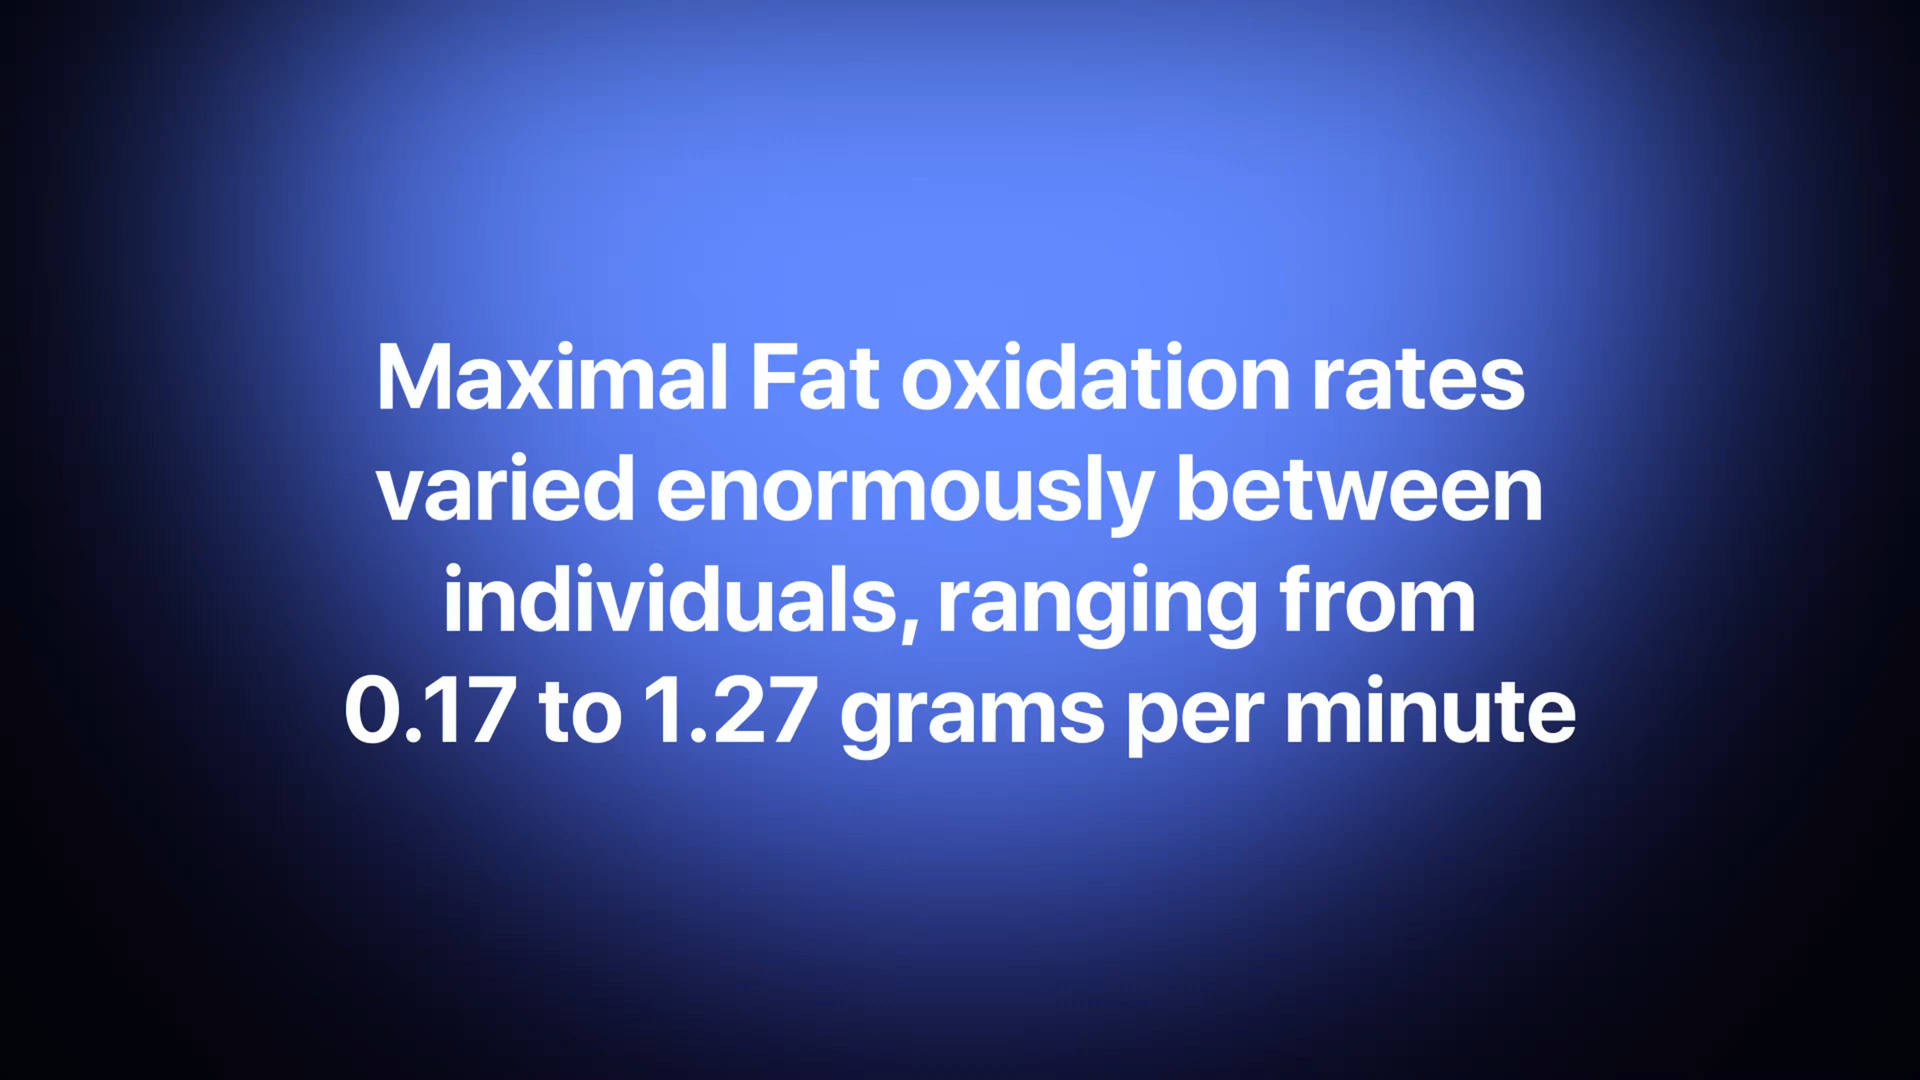 Maximal Fat oxidation rates
varied enormously between
individuals, ranging from
0.17 to 1.27 grams per minute